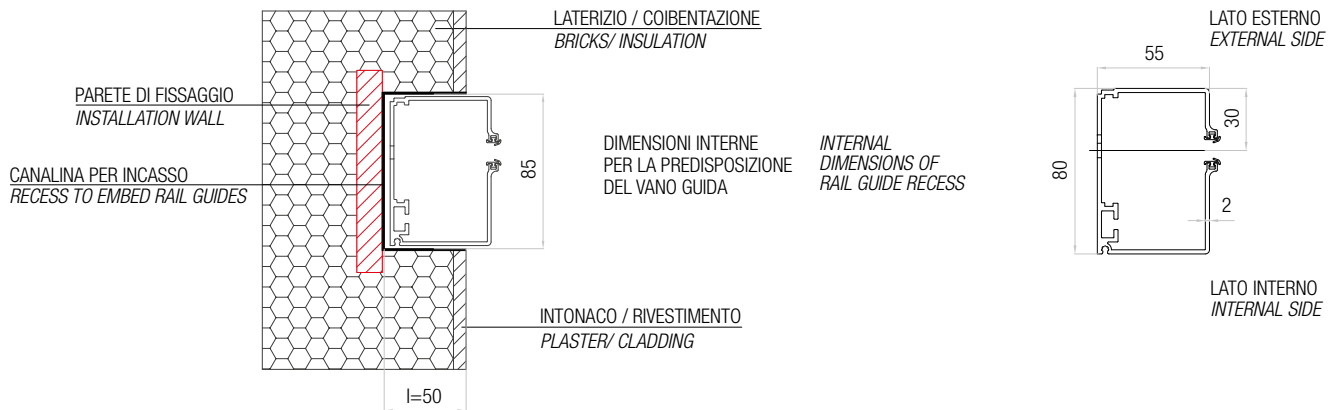 LATERIZIO / COIBENTAZIONE
BRICKS/ INSULATION
PARETE DI FISSAGGIO
INSTALLATION WALL
CANALINA PER INCASSO
RECESS TO EMBED RAIL GUIDES
85
DIMENSIONI INTERNE
PER LA PREDISPOSIZIONE
DEL VANO GUIDA
INTERNAL
DIMENSIONS OF
RAIL GUIDE RECESS
INTONACO / RIVESTIMENTO
PLASTER/ CLADDING
l=50
LATO ESTERNO
EXTERNAL SIDE
55
30
80
2
LATO INTERNO
INTERNAL SIDE